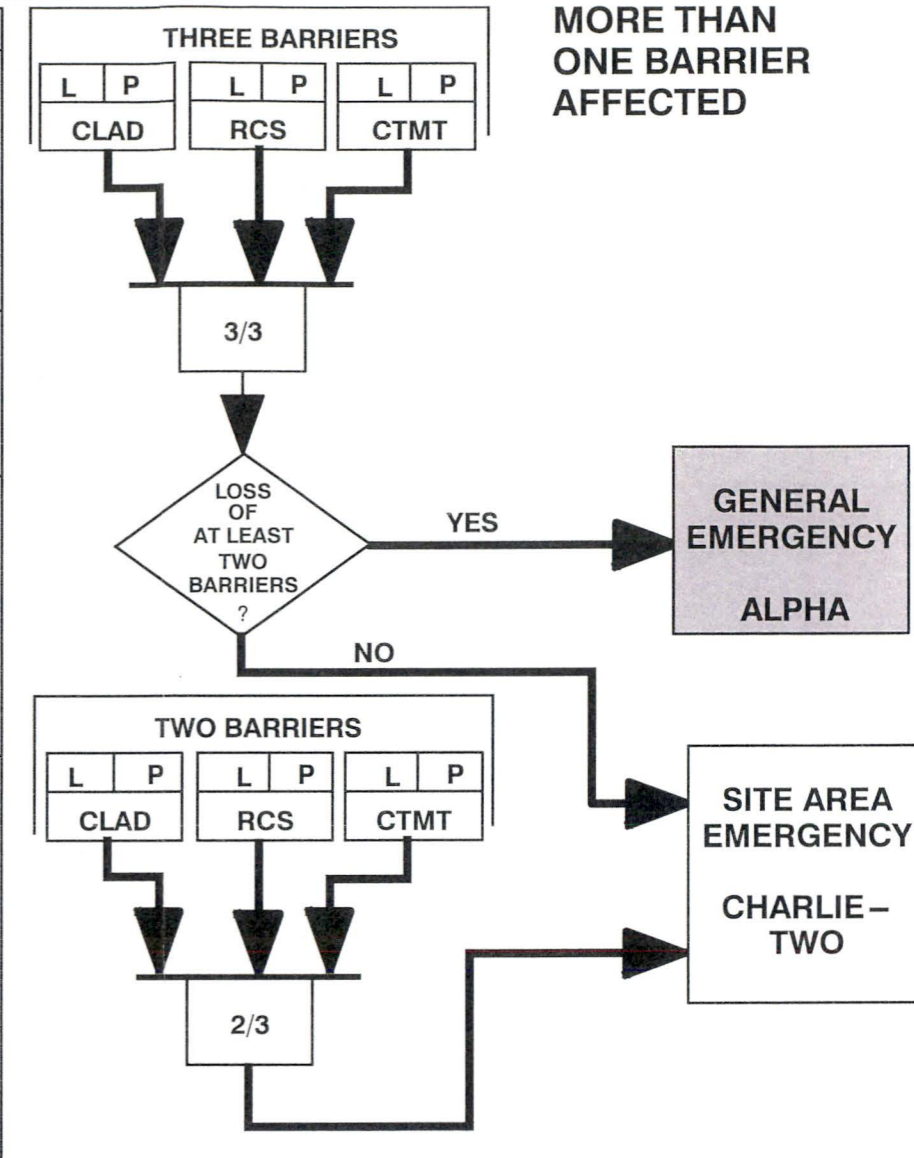 MORE THAN
ONE BARRIER
AFFECTED
THREE BARRIERS
L P L P L P
CLAD RCS CTMT
3/3
LOSS
OF
AT LEAST
TWO
BARRIERS
?
YES
GENERAL
EMERGENCY
ALPHA
NO
TWO BARRIERS
L P L P L P
CLAD RCS CTMT
SITE AREA
EMERGENCY
CHARLIE–
TWO
2/3